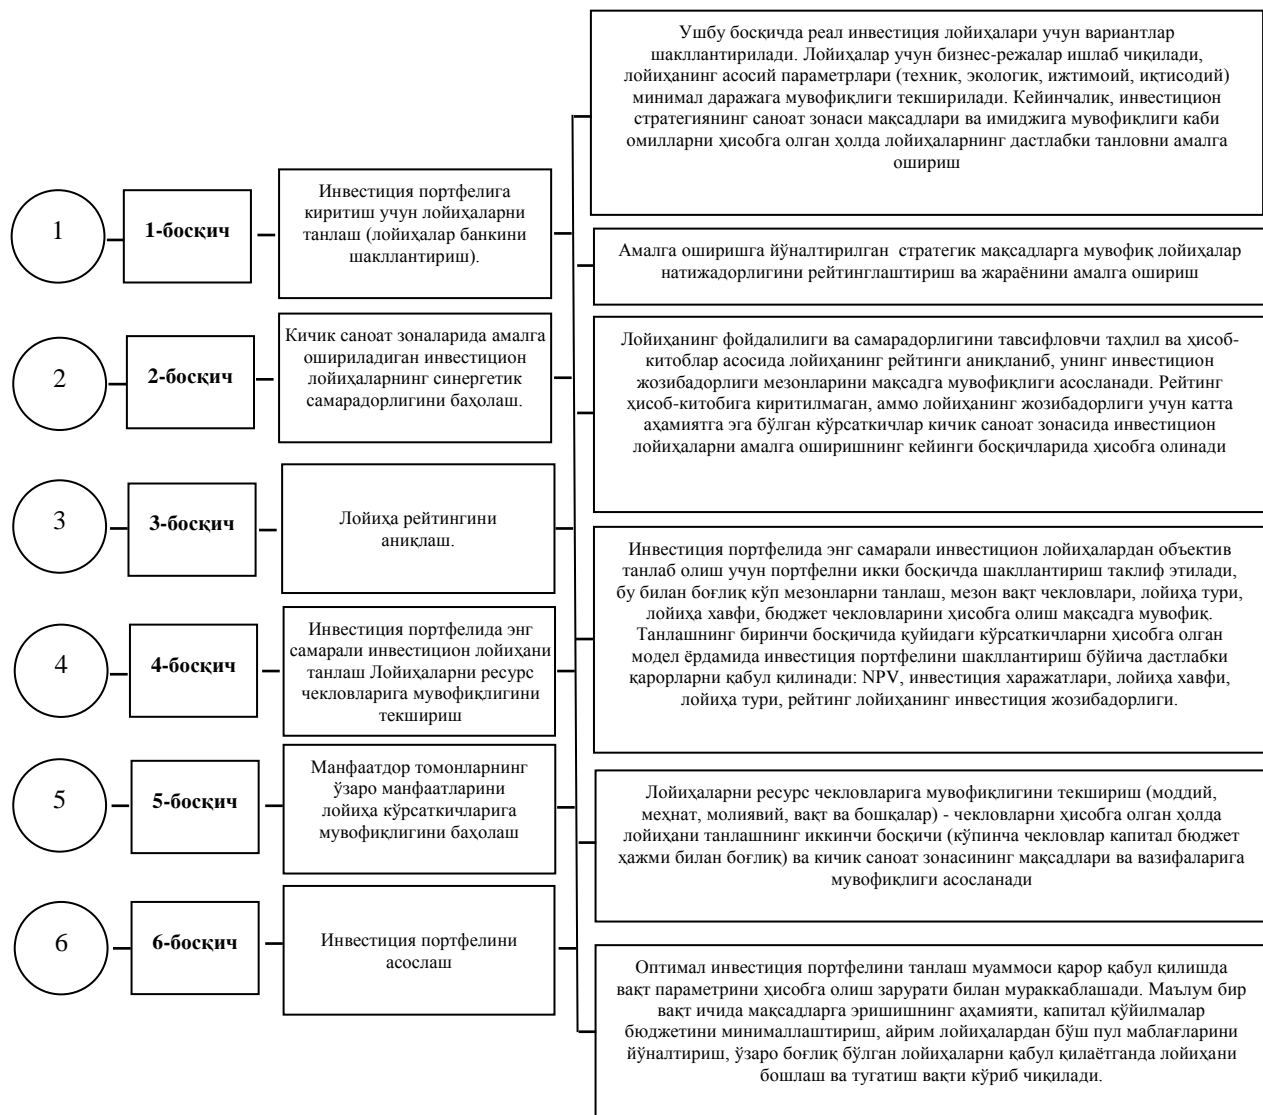 1
1-босқич
Инвестиция портфелига
киритиш учун лойиҳаларни
танлаш (лойиҳалар банкини
шакллантириш).
Ушбу босқичда реал инвестиция лойиҳалари учун вариантлар
шакллантирилади. Лойиҳалар учун бизнес-режалар ишлаб чиқилади,
лойиҳанинг асосий параметрлари (техник, экологик, ижтимоий, иқтисодий)
минимал даражага мувофиқлиги текширилади. Кейинчалик, инвестицион
стратегиянинг саноат зонаси мақсадлари ва имиджига мувофиқлиги каби
омилларни ҳисобга олган ҳолда лойиҳаларнинг дастлабки танловни амалга
ошириш
2
2-босқич
Кичик саноат зоналарида амалга
ошириладиган инвестицион
лойиҳаларнинг синергетик
самарадорлигини баҳолаш.
Амалга оширишга йўналтирилган стратегик мақсадларга мувофиқ лойиҳалар
натижадорлигини рейтинглаштириш ва жараёнини амалга ошириш
3
3-босқич
Лойиҳа рейтингини
аниқлаш.
Лойиҳанинг фойдалилиги ва самарадорлигини тавсифловчи таҳлил ва ҳисоб-
китоблар асосида лойиҳанинг рейтинги аниқланиб, унинг инвестицион
жозибадорлиги мезонларини мақсадга мувофиқлиги асосланади. Рейтинг
ҳисоб-китобига киритилмаган, аммо лойиҳанинг жозибадорлиги учун катта
аҳамиятга эга бўлган кўрсаткичлар кичик саноат зонасида инвестицион
лойиҳаларни амалга оширишнинг кейинги босқичларида ҳисобга олинади
4
4-босқич
Инвестиция портфелида энг
самарали инвестицион лойиҳани
танлаш Лойиҳаларни ресурс
чекловларига мувофиқлигини
текшириш
Инвестиция портфелида энг самарали инвестицион лойиҳалардан объектив
танлаб олиш учун портфелни икки босқичда шакллантириш таклиф этилади,
бу билан боғлиқ кўп мезонларни танлаш, мезон вақт чекловлари, лойиҳа тури,
лойиҳа хавфи, бюджет чекловларини ҳисобга олиш мақсадга мувофиқ.
Танлашнинг биринчи босқичида қуйидаги кўрсаткичларни ҳисобга олган
модел ёрдамида инвестиция портфелини шакллантириш бўйича дастлабки
қарорларни қабул қилинади: NPV, инвестиция харажатлари, лойиҳа хавфи,
лойиҳа тури, рейтинг лойиҳанинг инвестиция жозибадорлиги.
5
5-босқич
Манфаатдор томонларнинг
ўзаро манфаатларини
лойиҳа кўрсаткичларига
мувофиқлигини баҳолаш
Лойиҳаларни ресурс чекловларига мувофиқлигини текшириш (моддий,
меҳнат, молиявий, вақт ва бошқалар) - чекловларни ҳисобга олган ҳолда
лойиҳани танлашнинг иккинчи босқичи (кўпинча чекловлар капитал бюджет
ҳажми билан боғлиқ) ва кичик саноат зонасининг мақсадлари ва вазифаларига
мувофиқлиги асосланади
6
6-босқич
Инвестиция портфелини
асослаш
Оптимал инвестиция портфелини танлаш муаммоси қарор қабул қилишда
вақт параметрини ҳисобга олиш зарурати билан мураккаблашади. Маълум бир
вақт ичида мақсадларга эришишнинг аҳамияти, капитал қўйилмалар
бюджетини минималлаштириш, айрим лойиҳалардан бўш пул маблағларини
йўналтириш, ўзаро боғлиқ бўлган лойиҳаларни қабул қилаётганда лойиҳани
бошлаш ва тугатиш вақти кўриб чиқилади.